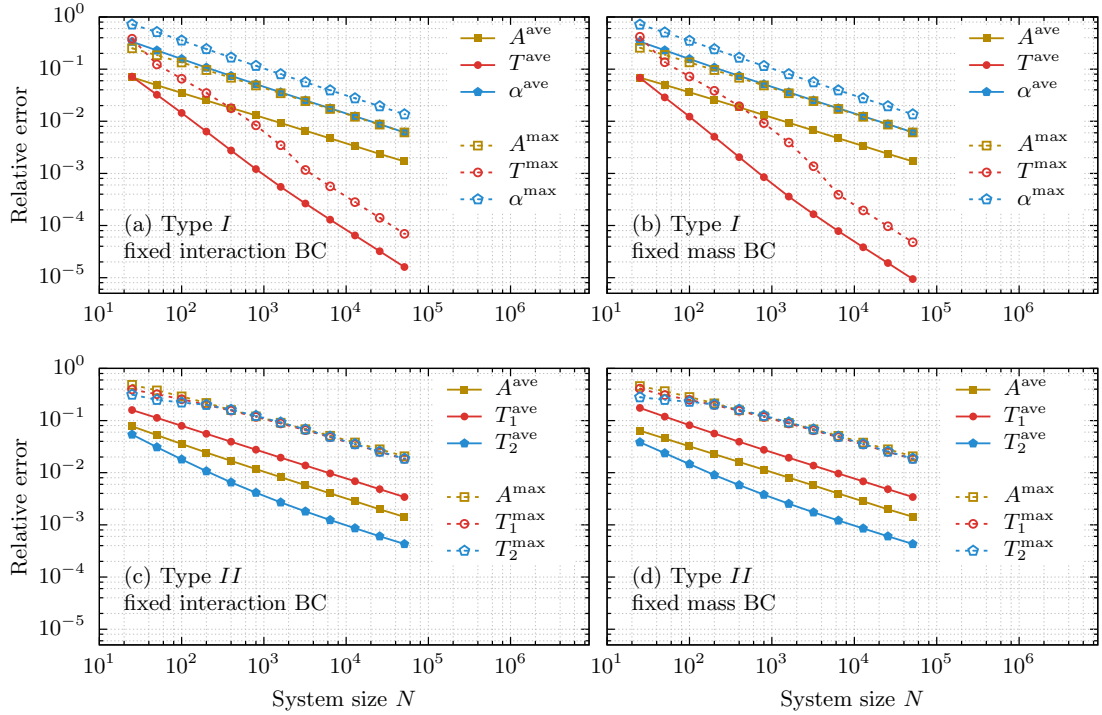 10^0
10^{-1}
10^{-2}
10^{-3}
10^{-4}
10^{-5}
Relative error
A^{ave}
T^{ave}
α^{ave}
A^{max}
T^{max}
α^{max}
(a) Type I
fixed interaction BC
10^1 10^2 10^3 10^4 10^5 10^6
A^{ave}
T^{ave}
α^{ave}
A^{max}
T^{max}
α^{max}
(b) Type I
fixed mass BC
10^1 10^2 10^3 10^4 10^5 10^6
10^0
10^{-1}
10^{-2}
10^{-3}
10^{-4}
10^{-5}
Relative error
A^{ave}
T_1^{ave}
T_2^{ave}
A^{max}
T_1^{max}
T_2^{max}
(c) Type II
fixed interaction BC
10^1 10^2 10^3 10^4 10^5 10^6
System size N
A^{ave}
T_1^{ave}
T_2^{ave}
A^{max}
T_1^{max}
T_2^{max}
(d) Type II
fixed mass BC
10^1 10^2 10^3 10^4 10^5 10^6
System size N